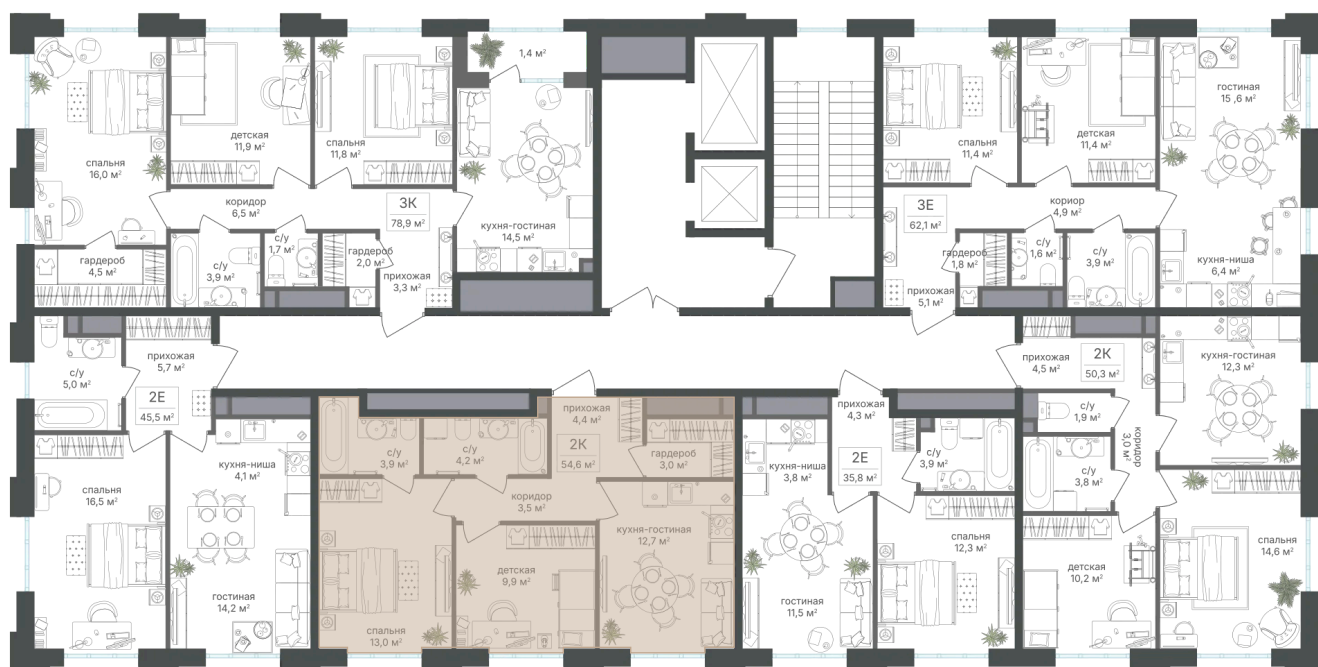 спальня
16,0 м²
гардероб
4,5 м²
детская
11,9 м²
спальня
11,8 м²
коридор
6,5 м²
с/у
3,9 м²
с/у
1,7 м²
гардероб
2,0 м²
3К
78,9 м²
прихожая
3,3 м²
1,4 м²
кухня-гостиная
14,5 м²
спальня
11,4 м²
детская
11,4 м²
гостиная
15 ,6 м²
3Е
62,1 м²
кориор
4,9 м²
гардероб
1,8 м²
с/у
1,6 м²
с/у
3,9 м²
прихожая
5,1 м²
кухня-ниша
6,4 м²
с/у
5,0 м²
прихожая
5,7 м²
2Е
45,5 м²
спальня
16,5 м²
кухня-ниша
4,1 м²
гостиная
14,2 м²
с/у
3,9 м²
с/у
4,2 м²
прихожая
4,4 м²
2К
54,6 м²
гардероб
3,0 м²
коридор
3,5 м²
спальня
13,0 м²
детская
9,9 м²
кухня-гостиная
12,7 м²
прихожая
4,3 м²
2Е
35,8 м²
кухня-ниша
3,8 м²
с/у
3,9 м²
гостиная
11,5 м²
спальня
12,3 м²
прихожая
4,5 м²
2К
50,3 м²
кухня-гостиная
12,3 м²
с/у
1,9 м²
коридор
3,0 м²
с/у
3,8 м²
детская
10,2 м²
спальня
14,6 м²